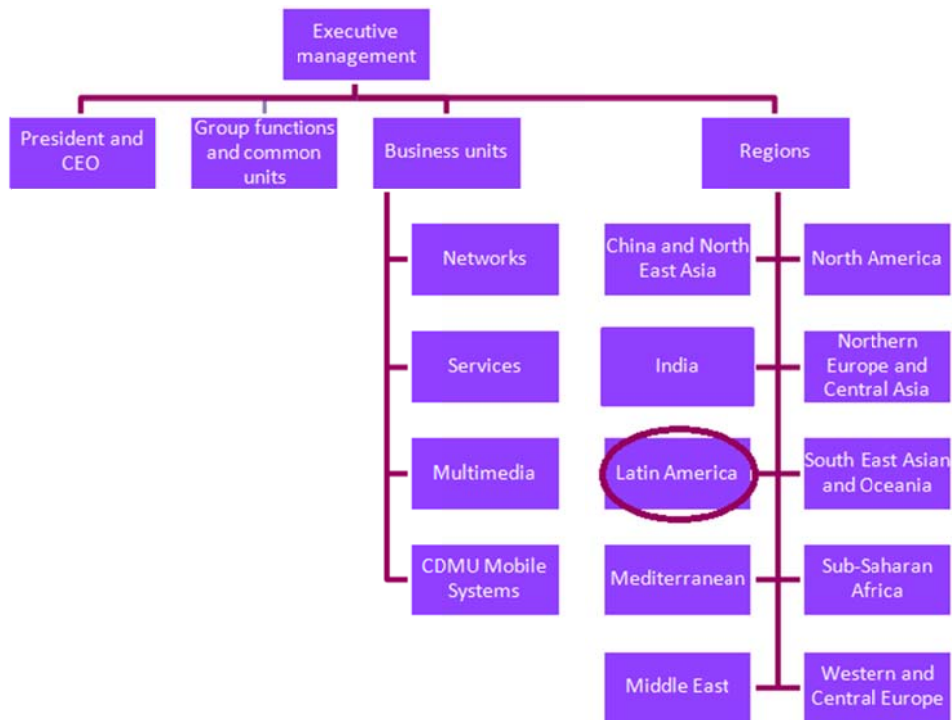 Executive
management
President and
CEO
Group functions
and common
units
Business units
Regions
Networks
Services
Multimedia
CDMU Mobile
Systems
China and North
East Asia
North America
India
Northern
Europe and
Central Asia
Latin America
South East Asian
and Oceania
Mediterranean
Sub-Saharan
Africa
Middle East
Western and
Central Europe